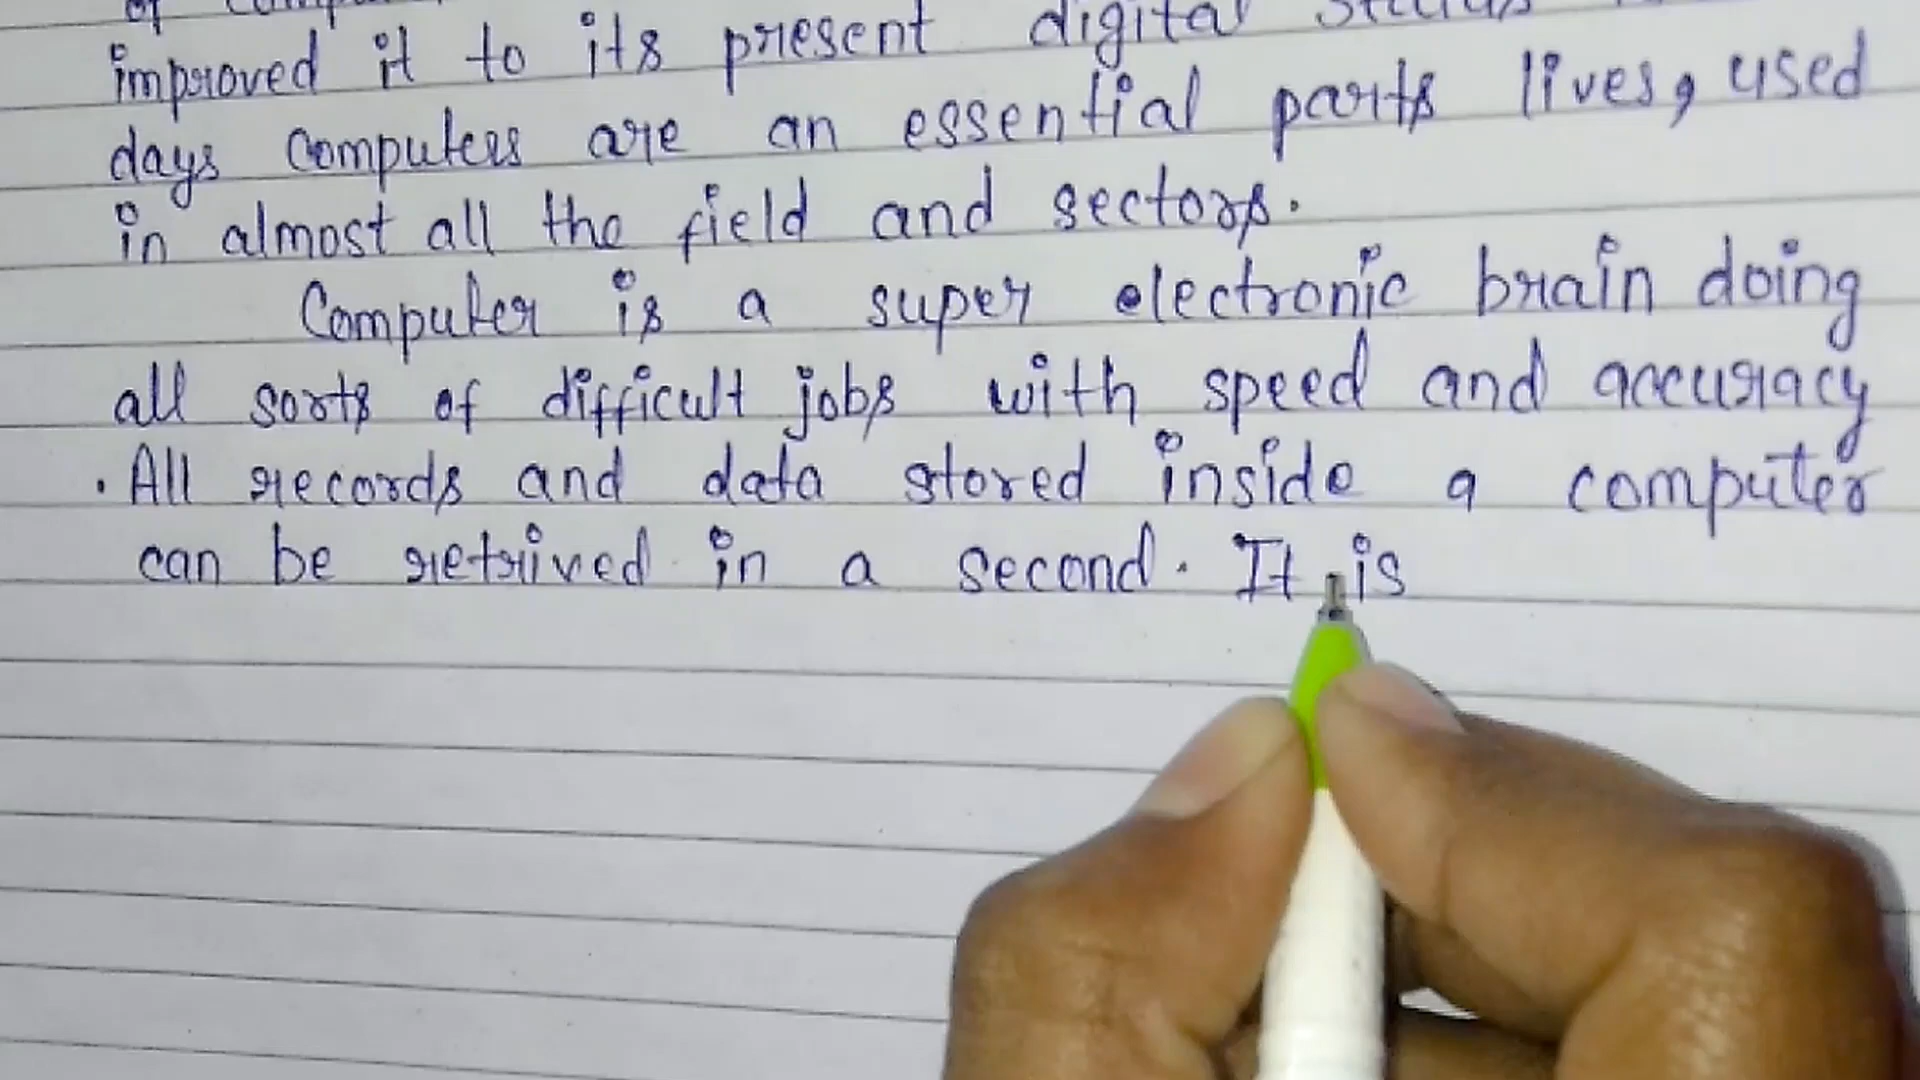 of
improved it to its present digital
days computers are an essential parts lives, used
in almost all the field and sectors.
Computer is a super electronic brain doing
all sorts of difficult jobs with speed and accuracy
. All records and data stored inside a computer
can be retrived in a second. It is